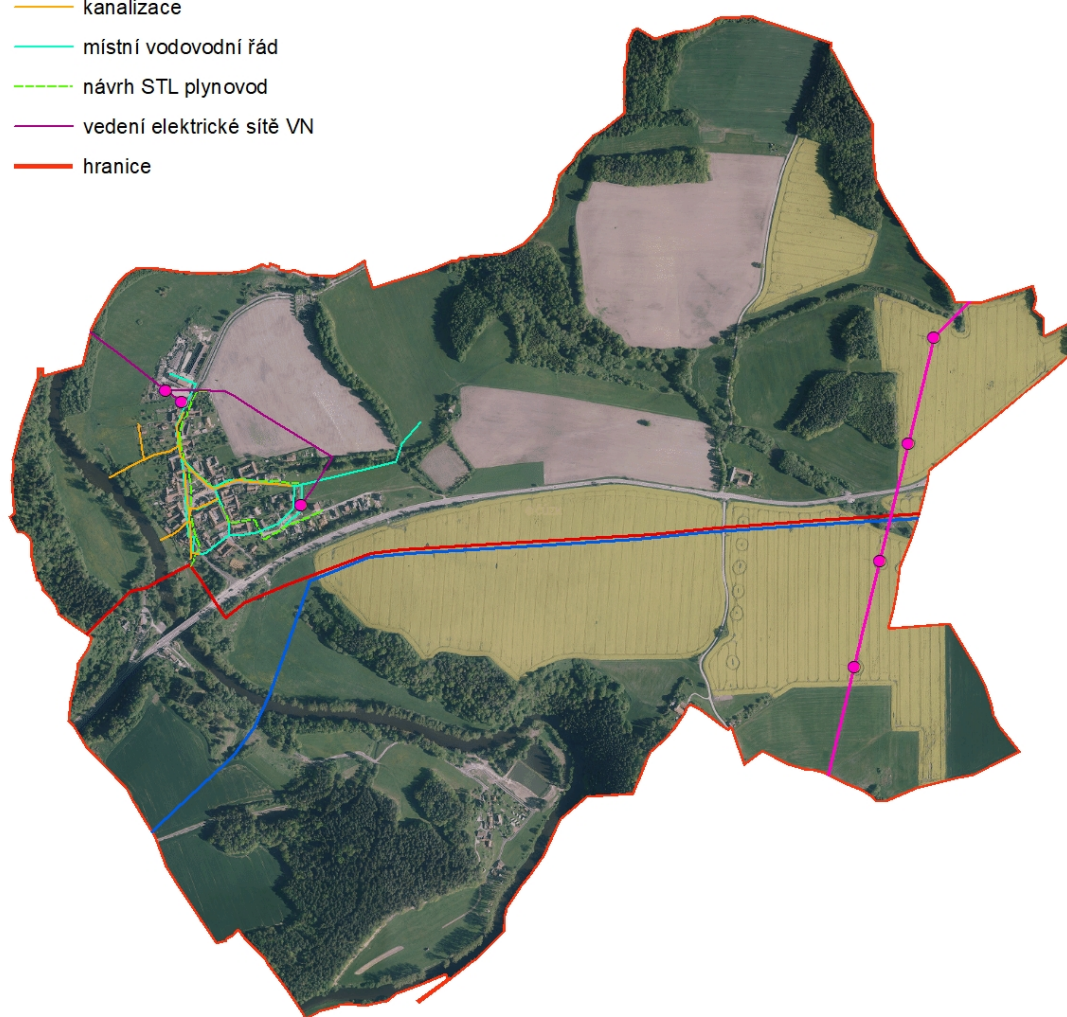 kanalizace
místní vodovodní řád
návrh STL plynovod
vedení elektrické sítě VN
hranice